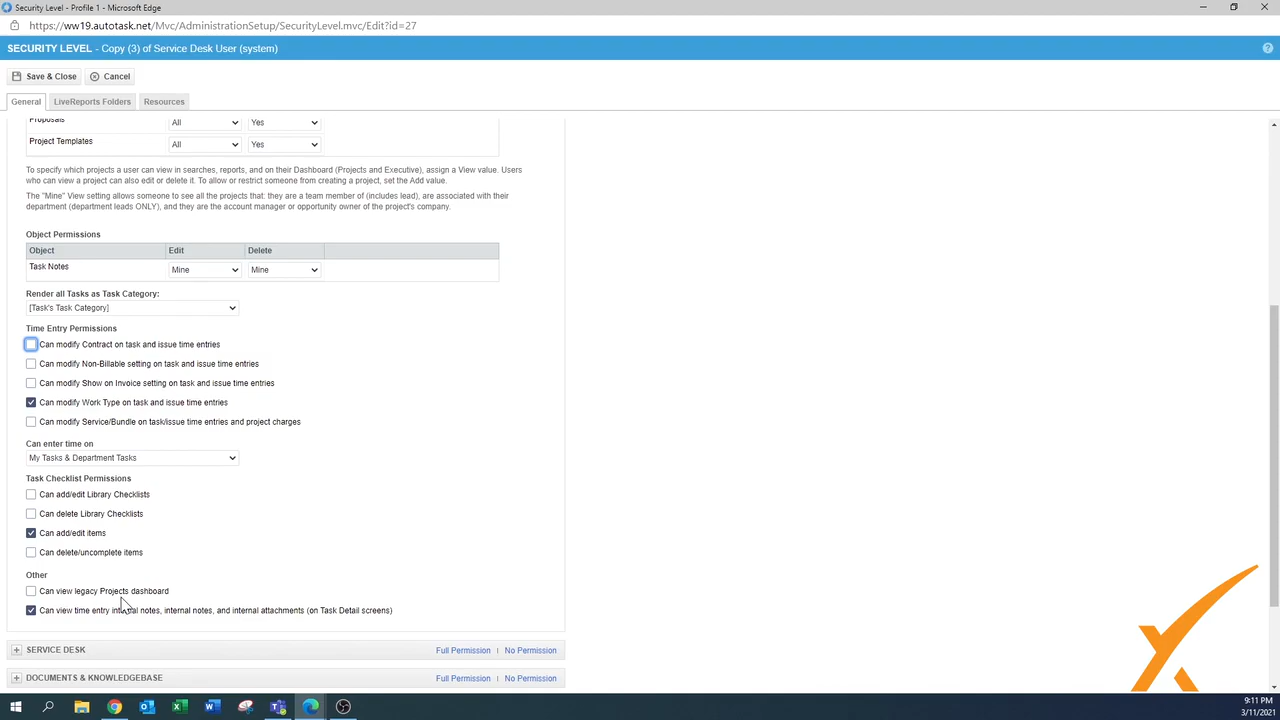 Security Level - Profile 1 - Microsoft Edge
https://ww19.autotask.net/Mvc/AdministrationSetup/SecurityLevel.mvc/Edit?id=27
SECURITY LEVEL - Copy (3) of Service Desk User (system)
?
Save & Close Cancel
General LiveReports Folders Resources
Proposals All Yes
Project Templates All Yes
To specify which projects a user can view in searches, reports, and on their Dashboard (Projects and Executive), assign a View value. Users
who can view a project can also edit or delete it. To allow or restrict someone from creating a project, set the Add value.
The "Mine" View setting allows someone to see all the projects that: they are a team member of (includes lead), are associated with their
department (department leads ONLY), and they are the account manager or opportunity owner of the project's company.
Object Permissions
Object Edit Delete
Task Notes Mine Mine
Render all Tasks as Task Category:
[Task's Task Category]
Time Entry Permissions
Can modify Contract on task and issue time entries
Can modify Non-Billable setting on task and issue time entries
Can modify Show on Invoice setting on task and issue time entries
Can modify Work Type on task and issue time entries
Can modify Service/Bundle on task/issue time entries and project charges
Can enter time on
My Tasks & Department Tasks
Task Checklist Permissions
Can add/edit Library Checklists
Can delete Library Checklists
Can add/edit items
Can delete/uncomplete items
Other
Can view legacy Projects dashboard
Can view time entry internal notes, internal notes, and internal attachments (on Task Detail screens)
SERVICE DESK Full Permission | No Permission
DOCUMENTS & KNOWLEDGEBASE Full Permission | No Permission
9:11 PM
3/11/2021